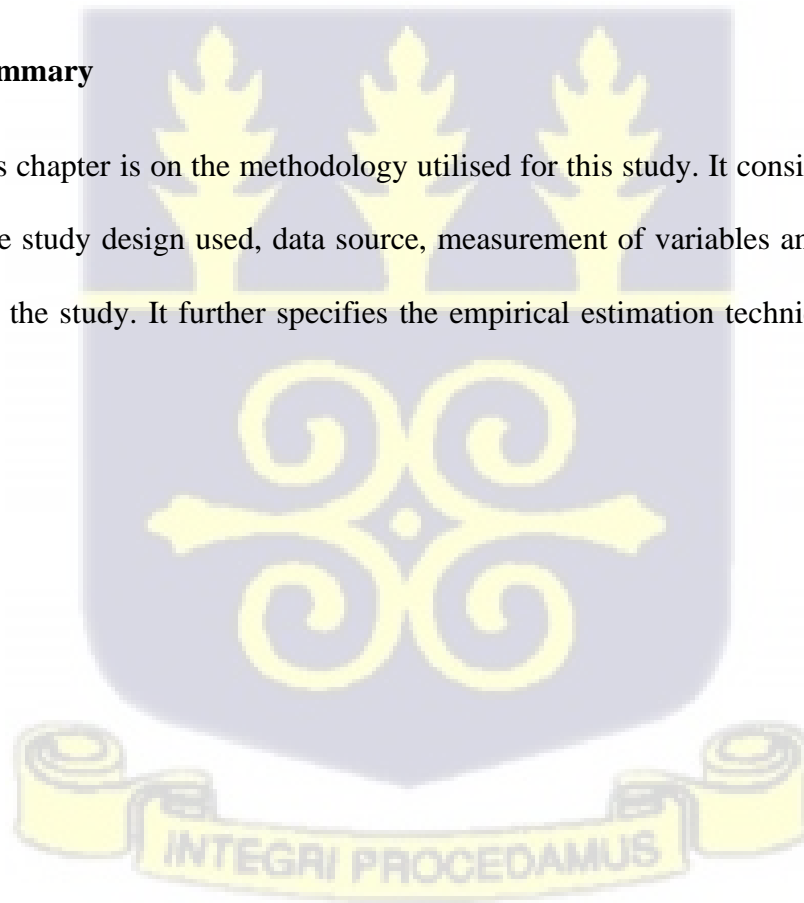 mmary
s chapter is on the methodology utilised for this study. It consi
e study design used, data source, measurement of variables an
the study. It further specifies the empirical estimation techni
INTEGRI PROCEDAMUS